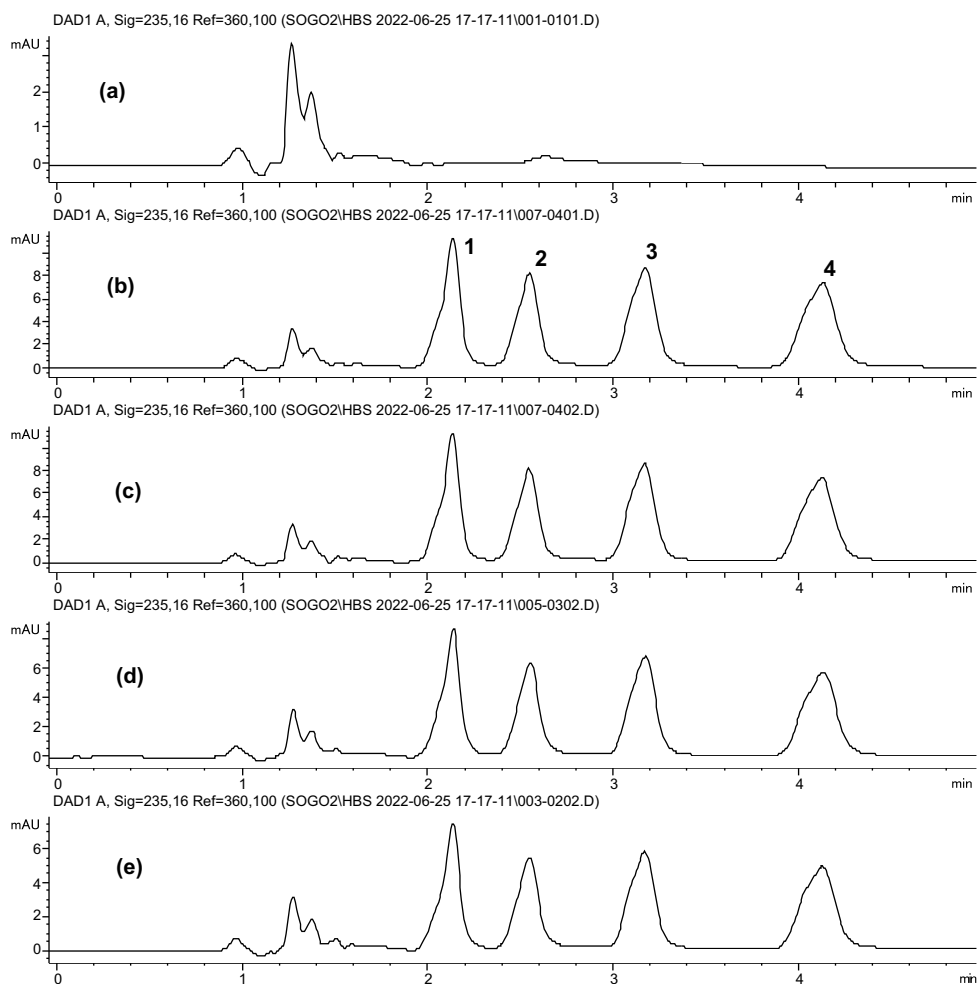 DAD1 A, Sig=235,16 Ref=360,100 (SOGO2\HBS 2022-06-25 17-17-11\001-0101.D)
mAU
(a)
2
1
0
0 1 2 3 4 min
DAD1 A, Sig=235,16 Ref=360,100 (SOGO2\HBS 2022-06-25 17-17-11\007-0401.D)
mAU
1 2 3 4
(b)
8
6
4
2
0
0 1 2 3 4 min
DAD1 A, Sig=235,16 Ref=360,100 (SOGO2\HBS 2022-06-25 17-17-11\007-0402.D)
mAU
(c)
8
6
4
2
0
0 1 2 3 4 min
DAD1 A, Sig=235,16 Ref=360,100 (SOGO2\HBS 2022-06-25 17-17-11\005-0302.D)
mAU
(d)
6
4
2
0
0 1 2 3 4 min
DAD1 A, Sig=235,16 Ref=360,100 (SOGO2\HBS 2022-06-25 17-17-11\003-0202.D)
mAU
(e)
6
4
2
0
0 1 2 3 4 min